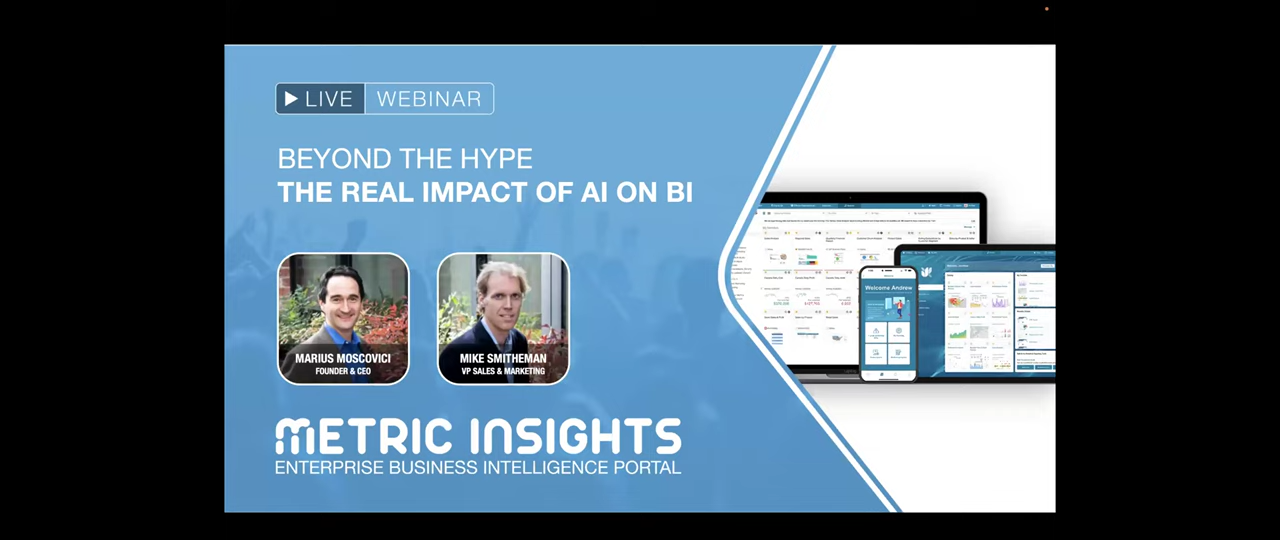 LIVE WEBINAR
BEYOND THE HYPE
THE REAL IMPACT OF AI ON BI
MARIUS MOSCOVICI
FOUNDER & CEO
MIKE SMITHEMAN
VP SALES & MARKETING
METRIC INSIGHTS
ENTERPRISE BUSINESS INTELLIGENCE PORTAL
Welcome Andrew